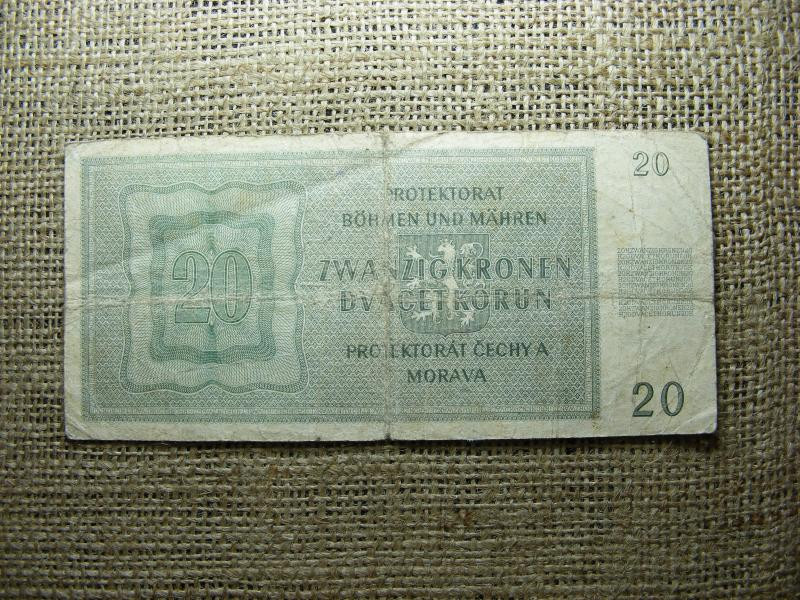 20
PROTEKTORAT
BÖHMEN UND MÄHREN
ZWANZIG KRONEN
DVACET KORUN
PROTEKTORÁT ČECHY A
MORAVA
20
20